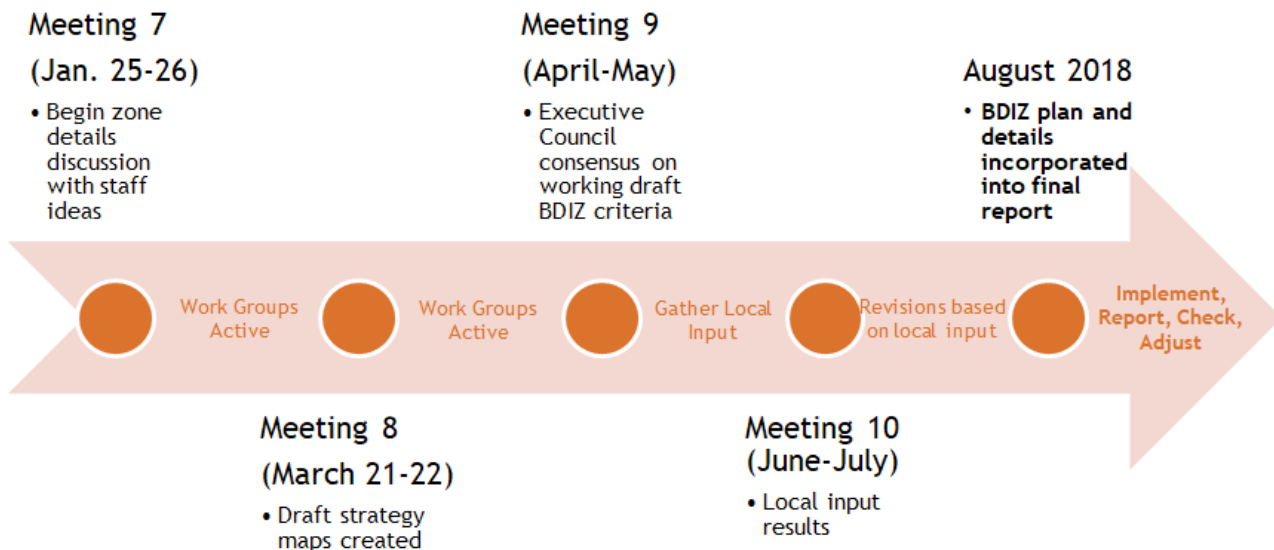 Meeting 7
(Jan. 25-26)
• Begin zone
details
discussion
with staff
ideas
Meeting 9
(April-May)
• Executive
Council
consensus on
working draft
BDIZ criteria
August 2018
• BDIZ plan and
details
incorporated
into final
report
Work Groups
Active
Work Groups
Active
Gather Local
Input
Revisions based
on local input
Implement,
Report, Check,
Adjust
Meeting 8
(March 21-22)
• Draft strategy
maps created
Meeting 10
(June-July)
• Local input
results